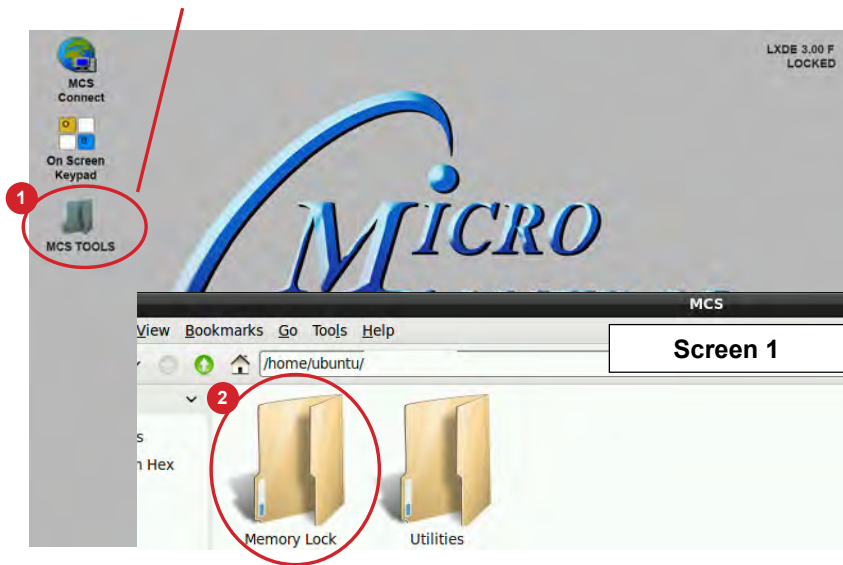 LXDE 3.00 F
LOCKED
MCS
Connect
On Screen
Keypad
1
MCS TOOLS
MICRO
MCS
View Bookmarks Go Tools Help
Screen 1
/home/ubuntu/
2
s
Hex
Memory Lock
Utilities